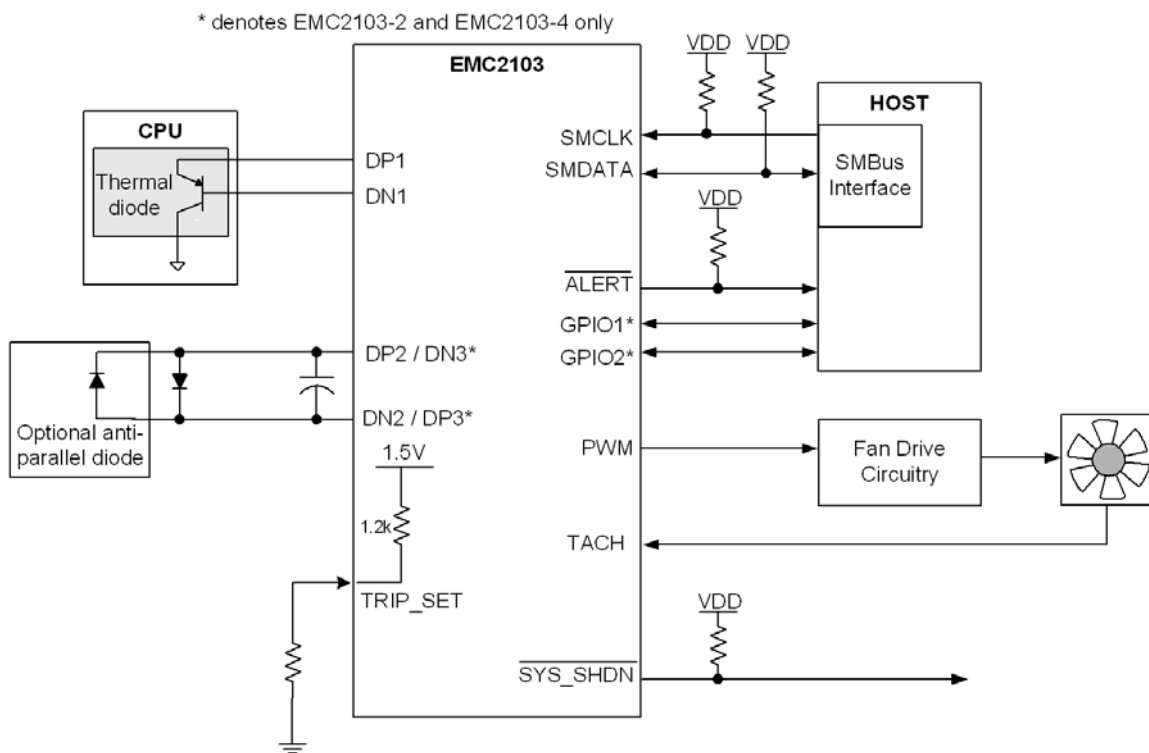 * denotes EMC2103-2 and EMC2103-4 only
EMC2103
CPU
Thermal
diode
DP1
DN1
DP2 / DN3*
DN2 / DP3*
Optional anti-
parallel diode
1.5V
1.2k
TRIP_SET
SMCLK
SMDATA
ALERT
GPIO1*
GPIO2*
PWM
TACH
SYS_SHDN
VDD
VDD
VDD
VDD
HOST
SMBus
Interface
Fan Drive
Circuitry